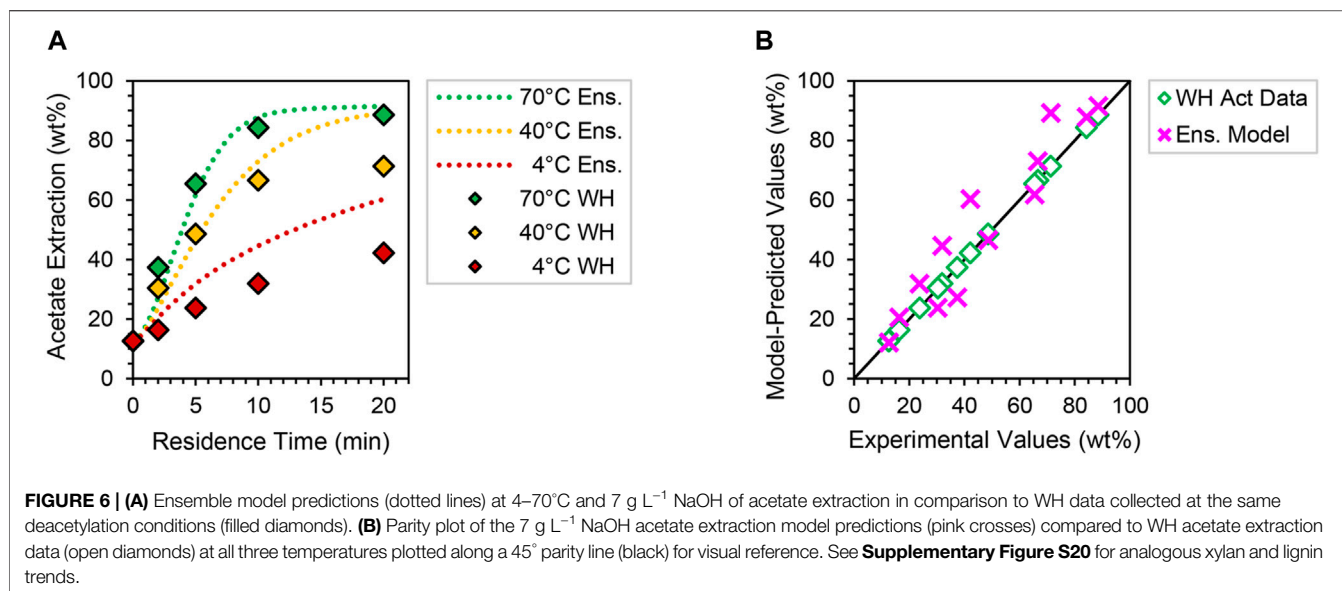 A
Acetate Extraction (wt%)
100
80
60
40
20
0
0 5 10 15 20
Residence Time (min)
70°C Ens.
40°C Ens.
4°C Ens.
70°C WH
40°C WH
4°C WH
B
Model-Predicted Values (wt%)
100
80
60
40
20
0
0 20 40 60 80 100
Experimental Values (wt%)
WH Act Data
Ens. Model
FIGURE 6 | (A) Ensemble model predictions (dotted lines) at 4–70°C and 7 g L⁻¹ NaOH of acetate extraction in comparison to WH data collected at the same
deacetylation conditions (filled diamonds). (B) Parity plot of the 7 g L⁻¹ NaOH acetate extraction model predictions (pink crosses) compared to WH acetate extraction
data (open diamonds) at all three temperatures plotted along a 45° parity line (black) for visual reference. See Supplementary Figure S20 for analogous xylan and lignin
trends.